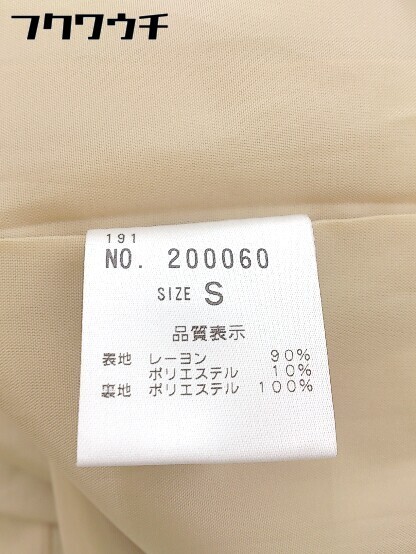 フクワウチ
191
NO. 200060
SIZE S
品質表示
表地 レーヨン 90%
ポリエステル 10%
裏地 ポリエステル 100%